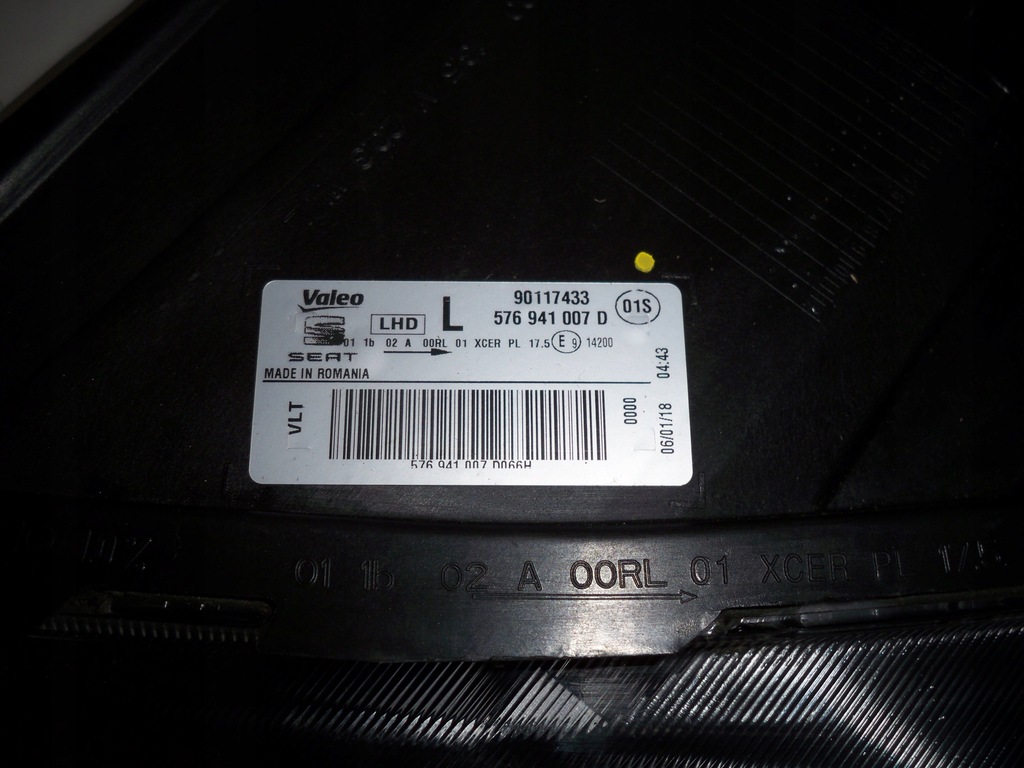 Valeo
90117433
LHD L 576 941 007 D 01S
01 1b 02 A 00RL 01 XCER PL 17.5 E 9 14200
SEAT
MADE IN ROMANIA
04:43
VLT
0000
06/01/18
576 941 007 D066H
01 1b 02 A 00RL 01 XCER PL 17.5